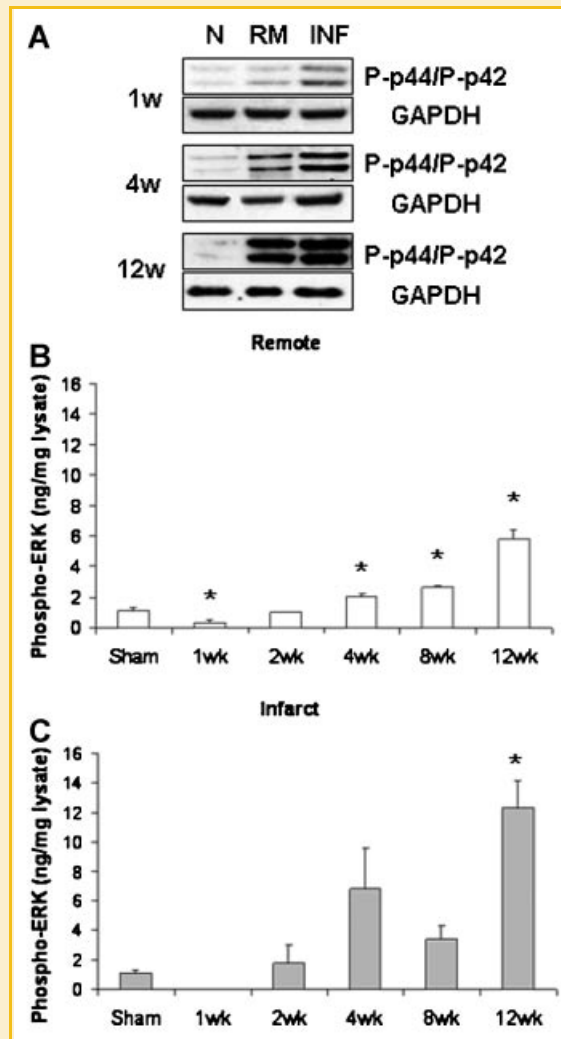 A
N RM INF
1w
P-p44/P-p42
GAPDH
4w
P-p44/P-p42
GAPDH
12w
P-p44/P-p42
GAPDH
B
Remote
Phospho-ERK (ng/mg lysate)
16
14
12
10
8
6
4
2
0
*
*
*
*
Sham 1wk 2wk 4wk 8wk 12wk
C
Infarct
Phospho-ERK (ng/mg lysate)
16
14
12
10
8
6
4
2
0
*
Sham 1wk 2wk 4wk 8wk 12wk